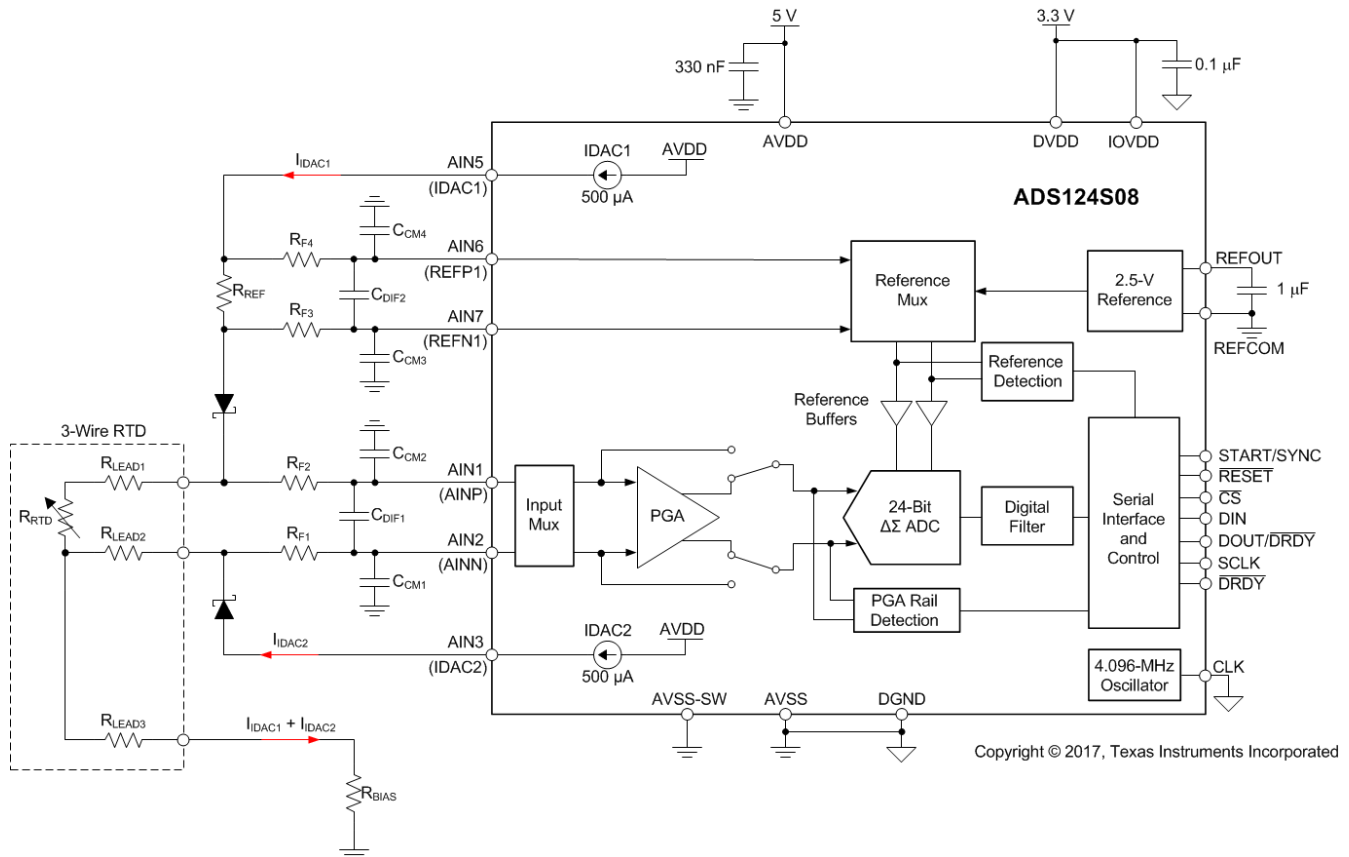 5 V
3.3 V
330 nF
0.1 μF
AVDD
DVDD
IOVDD
ADS124S08
IIDAC1
AIN5
(IDAC1)
IDAC1
AVDD
500 μA
CCM4
RF4
AIN6
(REFP1)
RREF
CDIF2
RF3
AIN7
(REFN1)
CCM3
Reference
Mux
2.5-V
Reference
REFOUT
1 μF
REFCOM
Reference
Detection
Reference
Buffers
3-Wire RTD
RLEAD1
RRTD
RLEAD2
CCM2
RF2
AIN1
(AINP)
CDIF1
RF1
AIN2
(AINN)
CCM1
Input
Mux
PGA
24-Bit
ΔΣ ADC
Digital
Filter
Serial
Interface
and
Control
START/SYNC
RESET
CS
DIN
DOUT/DRDY
SCLK
DRDY
PGA Rail
Detection
IIDAC2
AIN3
(IDAC2)
IDAC2
AVDD
500 μA
4.096-MHz
Oscillator
CLK
AVSS-SW
AVSS
DGND
RLEAD3
IIDAC1 + IIDAC2
RBIAS
Copyright © 2017, Texas Instruments Incorporated